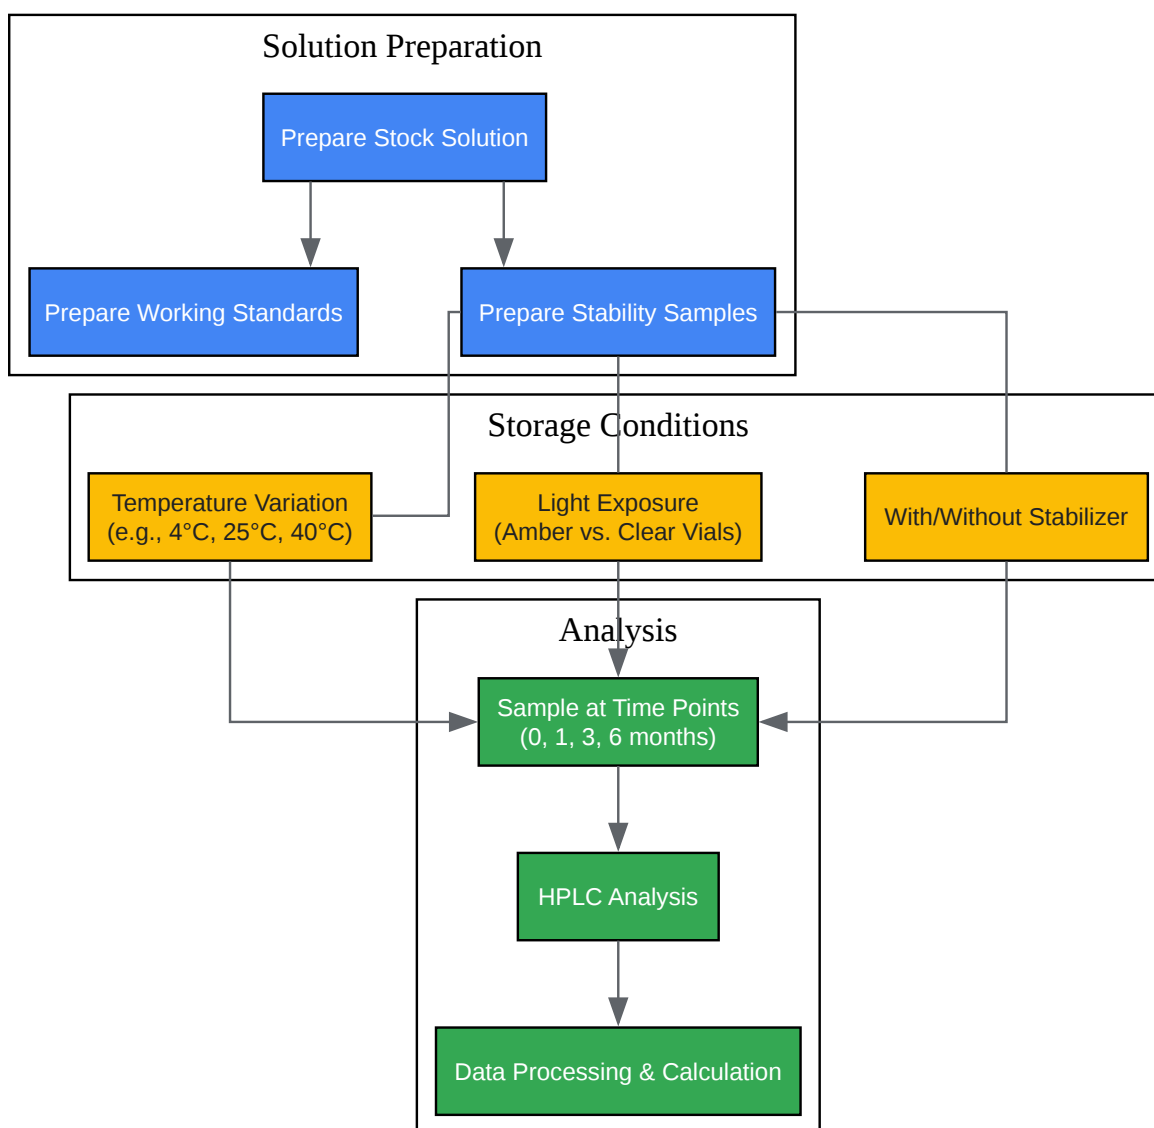 Solution Preparation
Prepare Stock Solution
Prepare Working Standards
Prepare Stability Samples
Storage Conditions
Temperature Variation
(e.g., 4°C, 25°C, 40°C)
Light Exposure
(Amber vs. Clear Vials)
With/Without Stabilizer
Analysis
Sample at Time Points
(0, 1, 3, 6 months)
HPLC Analysis
Data Processing & Calculation